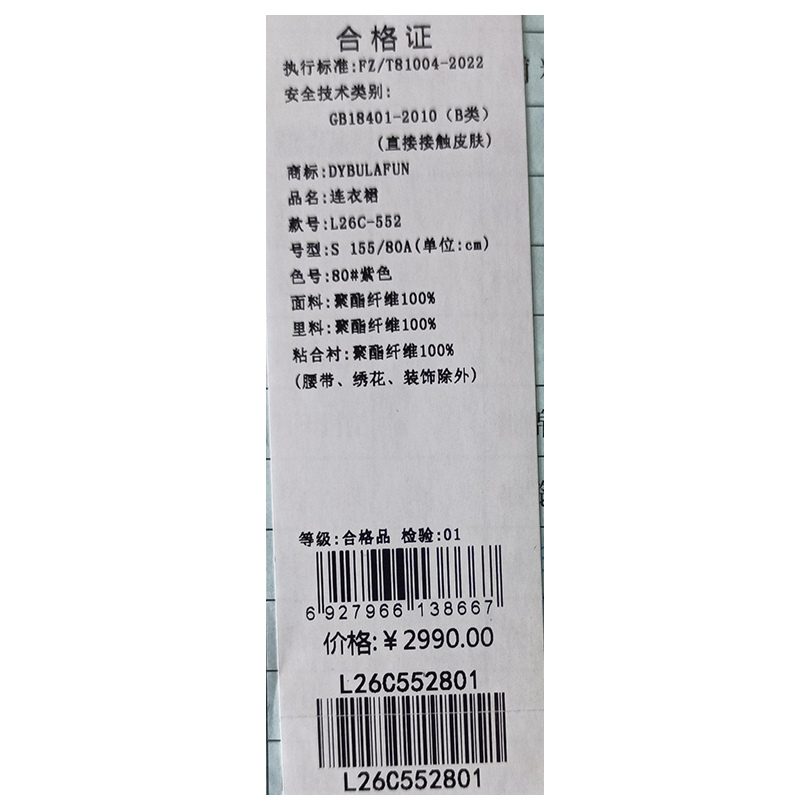 合格证
执行标准:FZ/T81004-2022
安全技术类别:
GB18401-2010 (B类)
(直接接触皮肤)
商标:DYBULAFUN
品名:连衣裙
款号:L26C-552
号型:S 155/80A(单位:cm)
色号:80#紫色
面料:聚酯纤维100%
里料:聚酯纤维100%
粘合衬:聚酯纤维100%
(腰带、绣花、装饰除外)
等级:合格品 检验:01
6 927966 138667
价格:¥2990.00
L26C552801
L26C552801